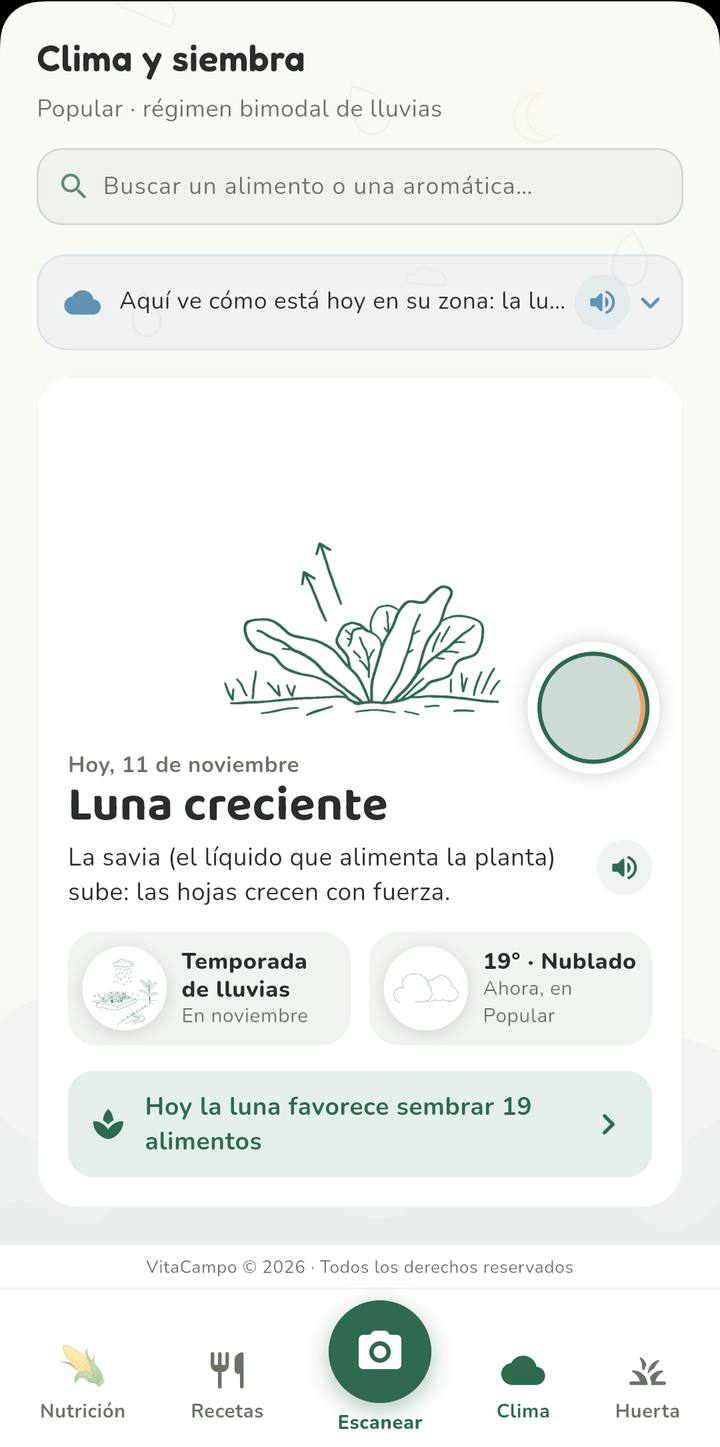 Clima y siembra
Popular · régimen bimodal de lluvias
Buscar un alimento o una aromática...
Aquí ve cómo está hoy en su zona: la lu...
Hoy, 11 de noviembre
Luna creciente
La savia (el líquido que alimenta la planta)
sube: las hojas crecen con fuerza.
Temporada
de lluvias
En noviembre
19° · Nublado
Ahora, en
Popular
Hoy la luna favorece sembrar 19
alimentos
VitaCampo © 2026 · Todos los derechos reservados
Nutrición
Recetas
Escanear
Clima
Huerta